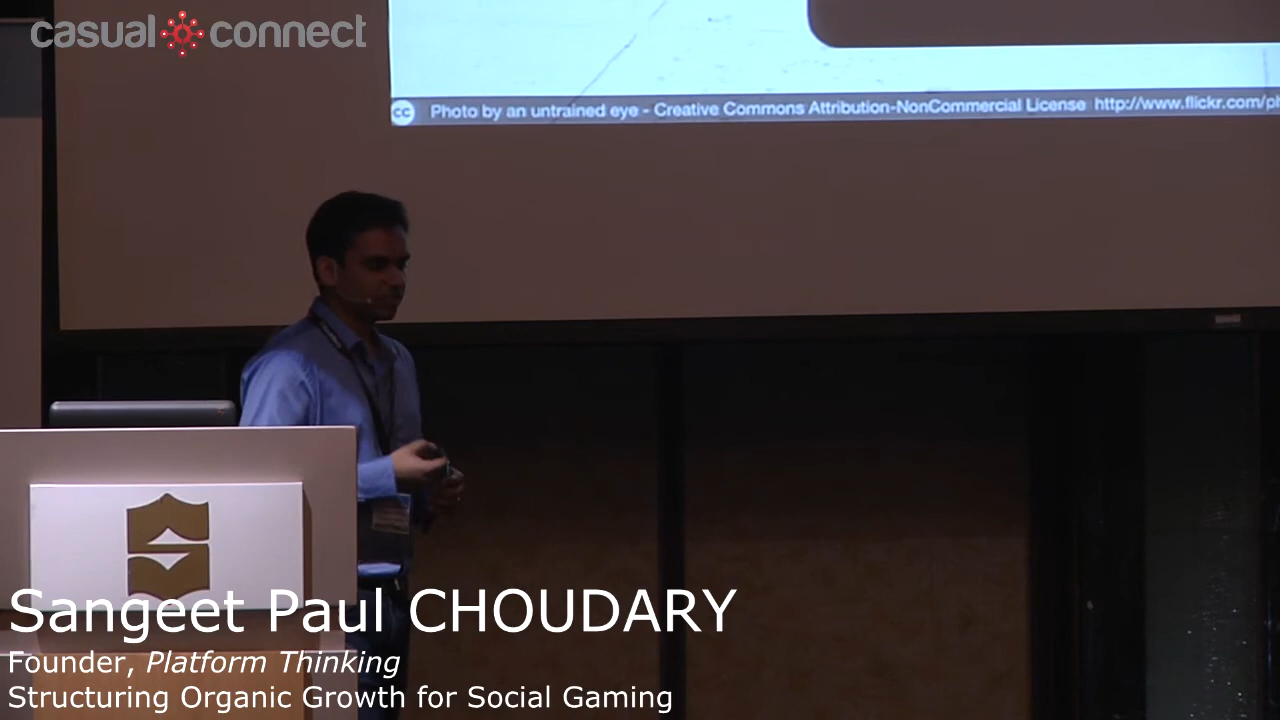 casual connect
cc Photo by an untrained eye - Creative Commons Attribution-NonCommercial License http://www.flickr.com/p
Sangeet Paul CHOUDARY
Founder, Platform Thinking
Structuring Organic Growth for Social Gaming